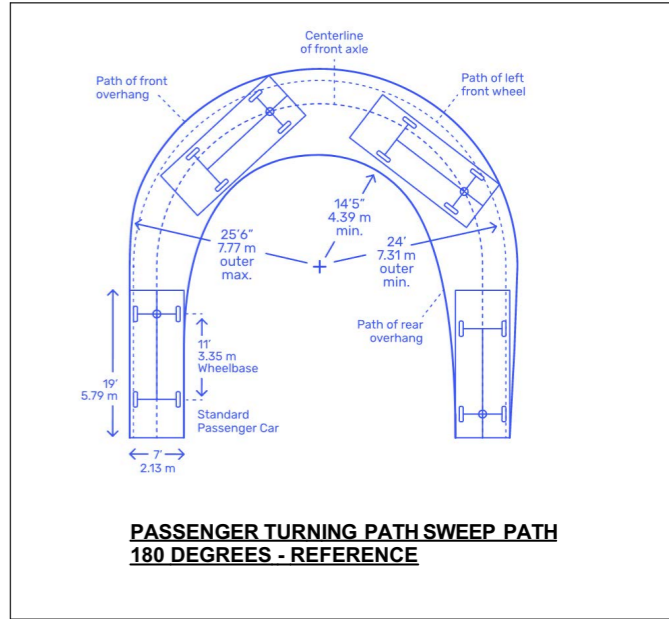 Centerline
of front axle
Path of front
overhang
Path of left
front wheel
14'5"
4.39 m
min.
25'6"
7.77 m
outer
max.
24'
7.31 m
outer
min.
Path of rear
overhang
11'
3.35 m
Wheelbase
19'
5.79 m
Standard
Passenger Car
7'
2.13 m
PASSENGER TURNING PATH SWEEP PATH
180 DEGREES - REFERENCE